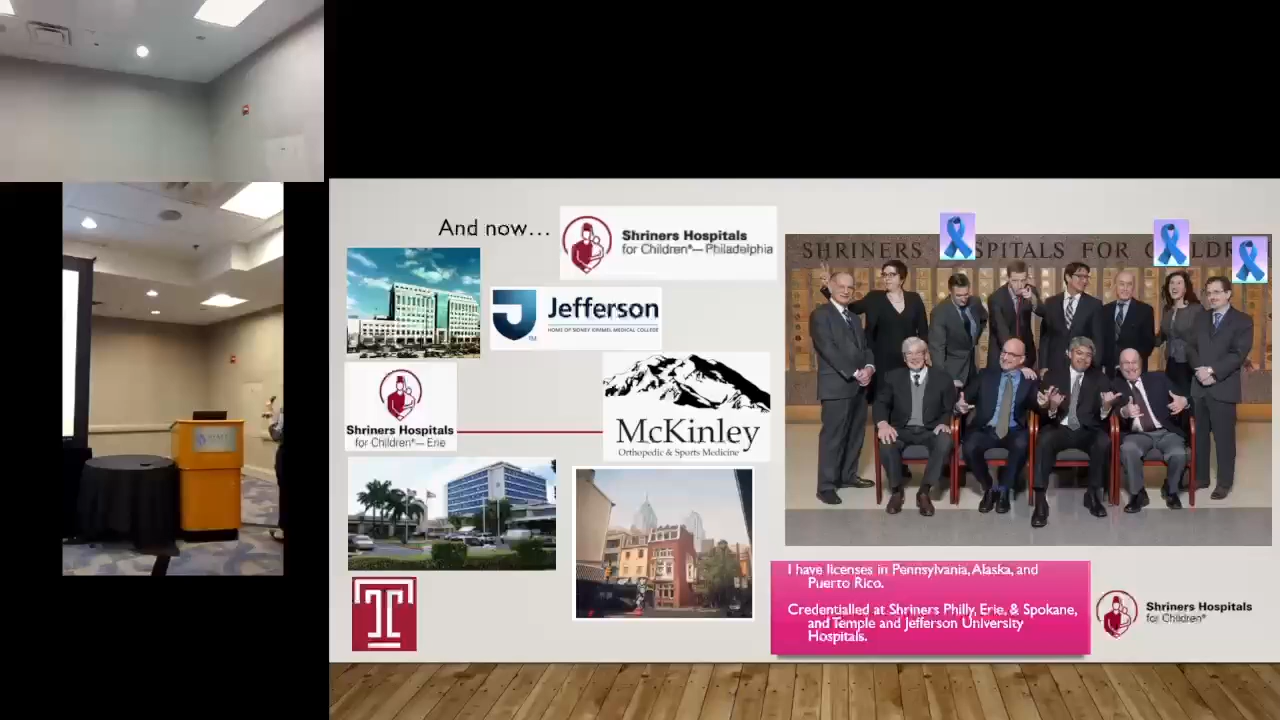 And now...
Shriners Hospitals
for Children®—Philadelphia
Jefferson
TM
HOME OF SIDNEY KIMMEL MEDICAL COLLEGE
Shriners Hospitals
for Children®— Erie
McKinley
Orthopedic & Sports Medicine
T
SHRINERS SPITALS FOR
I have licenses in Pennsylvania, Alaska, and
Puerto Rico.
Credentialled at Shriners Philly, Erie, & Spokane,
and Temple and Jefferson University
Hospitals.
Shriners Hospitals
for Children®